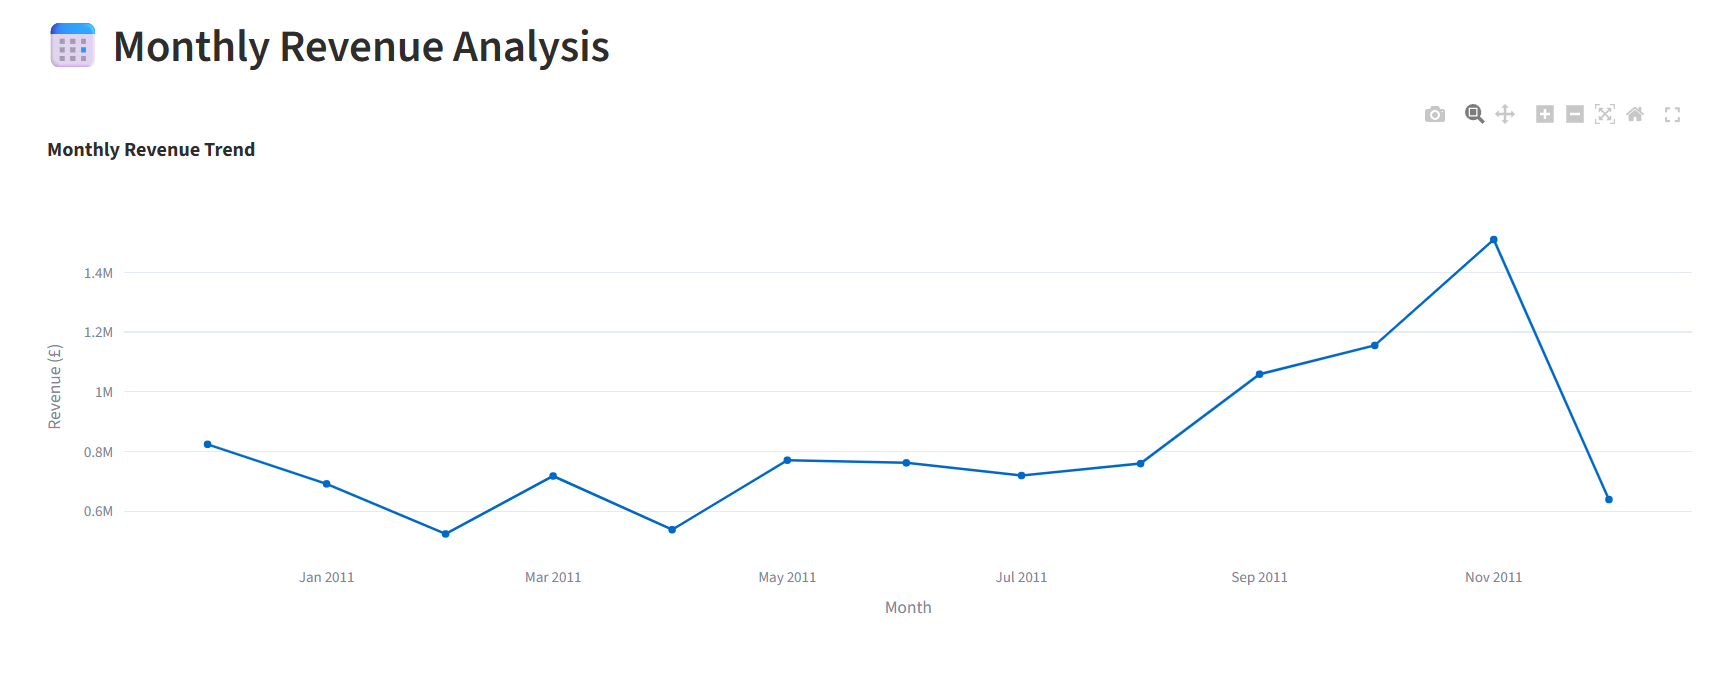 Monthly Revenue Analysis
Monthly Revenue Trend
1.4M
1.2M
1M
0.8M
0.6M
Revenue (£)
Jan 2011 Mar 2011 May 2011 Jul 2011 Sep 2011 Nov 2011
Month